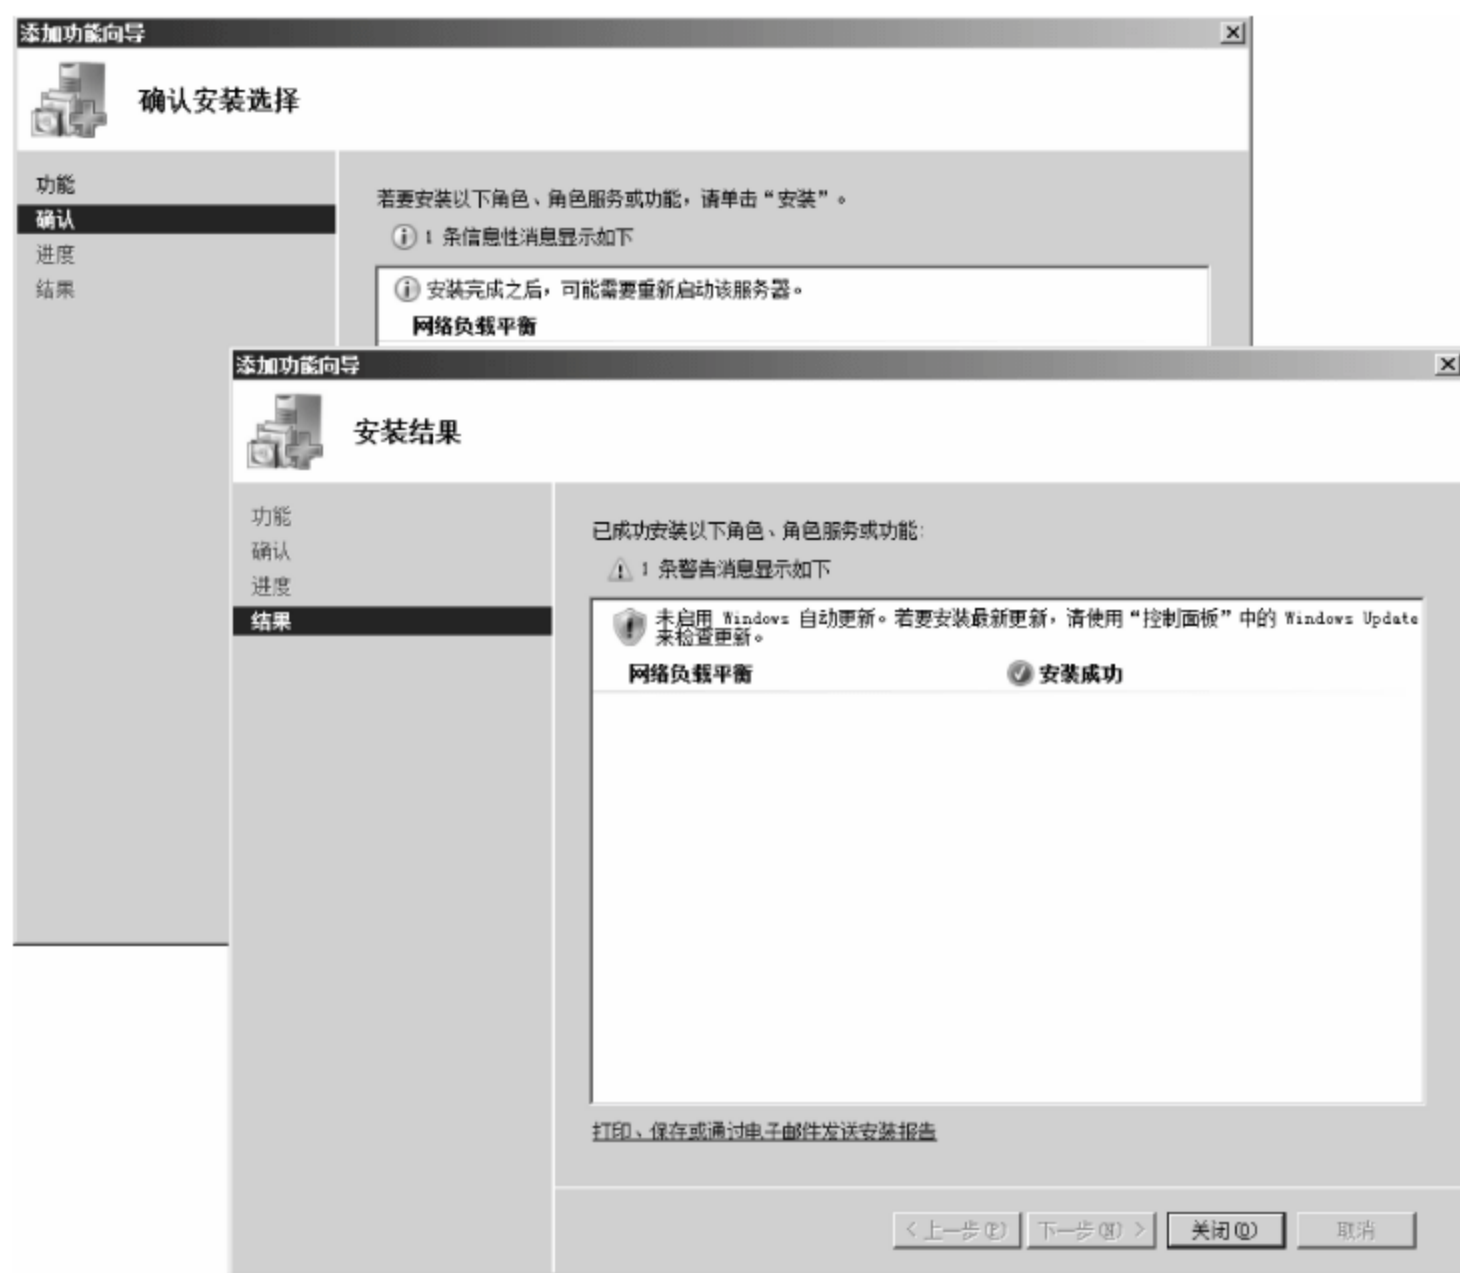 添加功能向导
确认安装选择
功能
确认
进度
结果
若要安装以下角色、角色服务或功能，请单击“安装”。
1 条信息性消息显示如下
安装完成之后，可能需要重新启动该服务器。
网络负载平衡
添加功能向导
安装结果
功能
确认
进度
结果
已成功安装以下角色、角色服务或功能:
1 条警告消息显示如下
未启用 Windows 自动更新。若要安装最新更新，请使用“控制面板”中的 Windows Update
来检查更新。
网络负载平衡 安装成功
打印、保存或通过电子邮件发送安装报告
< 上一步(P) 下一步(N) > 关闭(O) 取消